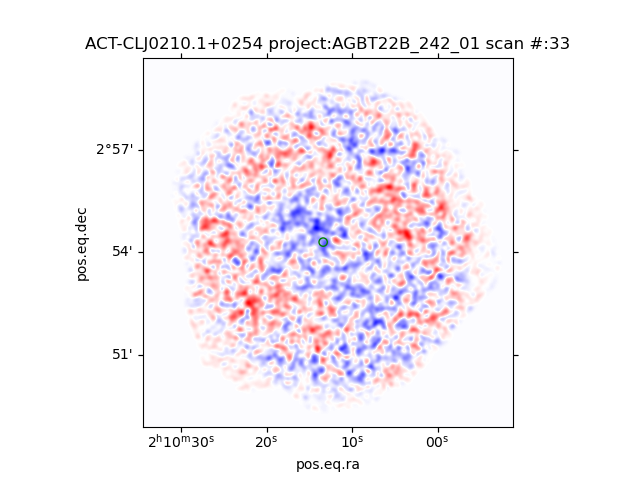 ACT-CLJ0210.1+0254 project:AGBT22B_242_01 scan #:33
2°57'
54'
51'
pos.eq.dec
2ʰ10ᵐ30ˢ 20ˢ 10ˢ 00ˢ
pos.eq.ra